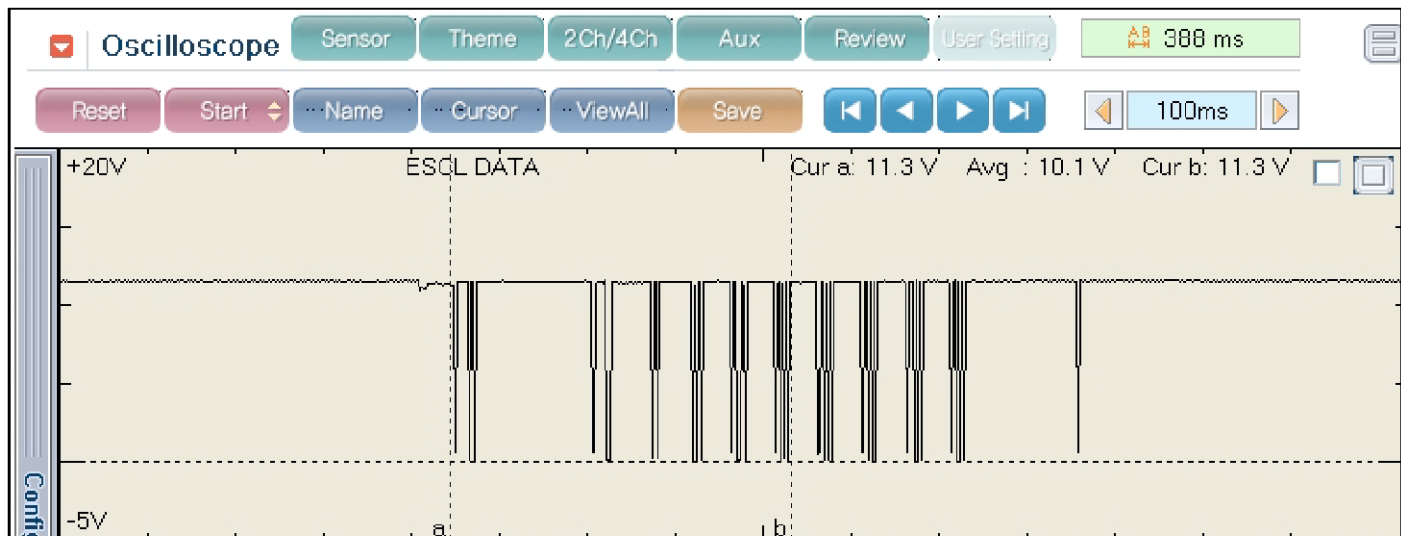 Oscilloscope Sensor Theme 2Ch/4Ch Aux Review User Setting 388 ms
Reset Start Name Cursor ViewAll Save 100ms
+20V ESCL DATA Cur a: 11.3 V Avg : 10.1 V Cur b: 11.3 V
Config
-5V a b